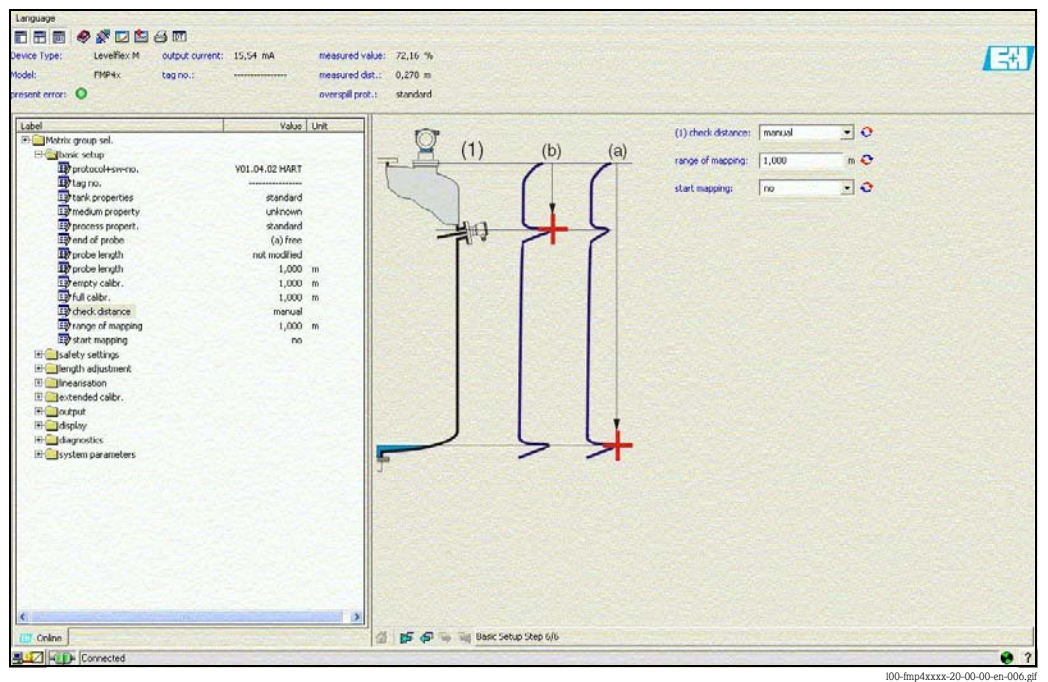 Language
Device Type: Levelflex M output current: 15,54 mA measured value: 72,16 %
Model: FMP4x tag no.: ---------------- measured dist.: 0,270 m
present error: overspill prot.: standard
E+H
Label Value Unit
Matrix group sel.
basic setup
protocol+sw-no. V01.04.02 HART
tag no. ----------------
tank properties standard
medium property unknown
process propert. standard
end of probe (a) free
probe length not modified
probe length 1,000 m
empty calibr. 1,000 m
full calibr. 1,000 m
check distance manual
range of mapping 1,000 m
start mapping no
safety settings
length adjustment
linearisation
extended calibr.
output
display
diagnostics
system parameters
(1) (b) (a)
(1) check distance: manual
range of mapping: 1,000 m
start mapping: no
Online
Basic Setup Step 6/6
Connected
?
l00-fmp4xxxx-20-00-00-en-006.gif